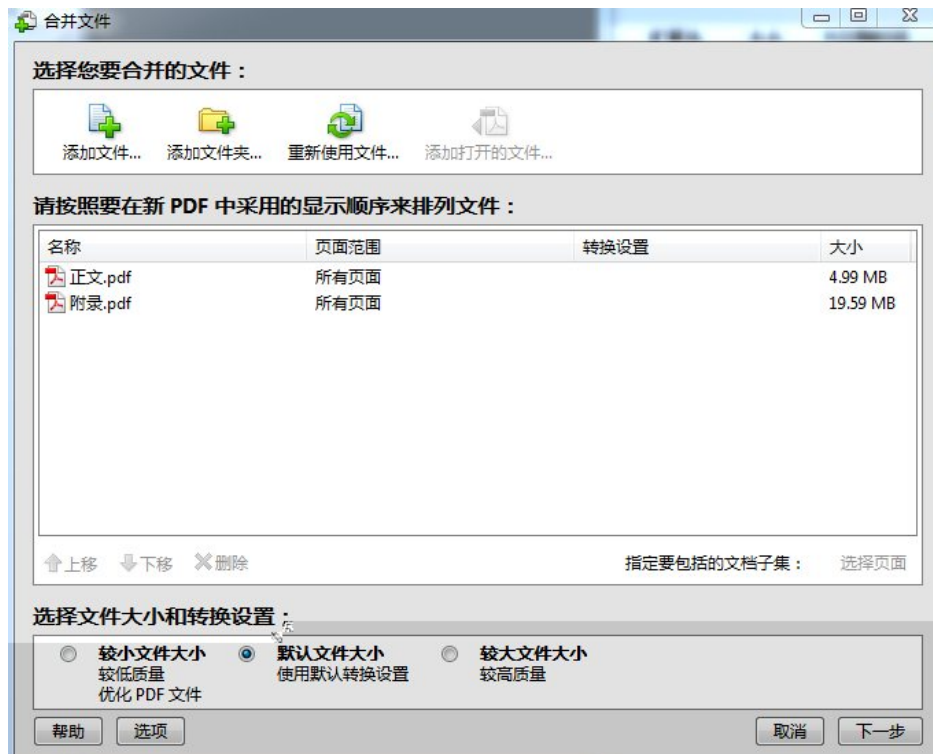 合并文件
选择您要合并的文件：
添加文件... 添加文件夹... 重新使用文件... 添加打开的文件...
请按照要在新 PDF 中采用的显示顺序来排列文件：
名称 页面范围 转换设置 大小
正文.pdf 所有页面 4.99 MB
附录.pdf 所有页面 19.59 MB
上移 下移 删除 指定要包括的文档子集： 选择页面
选择文件大小和转换设置：
较小文件大小 默认文件大小 较大文件大小
较低质量 使用默认转换设置 较高质量
优化 PDF 文件
帮助 选项 取消 下一步